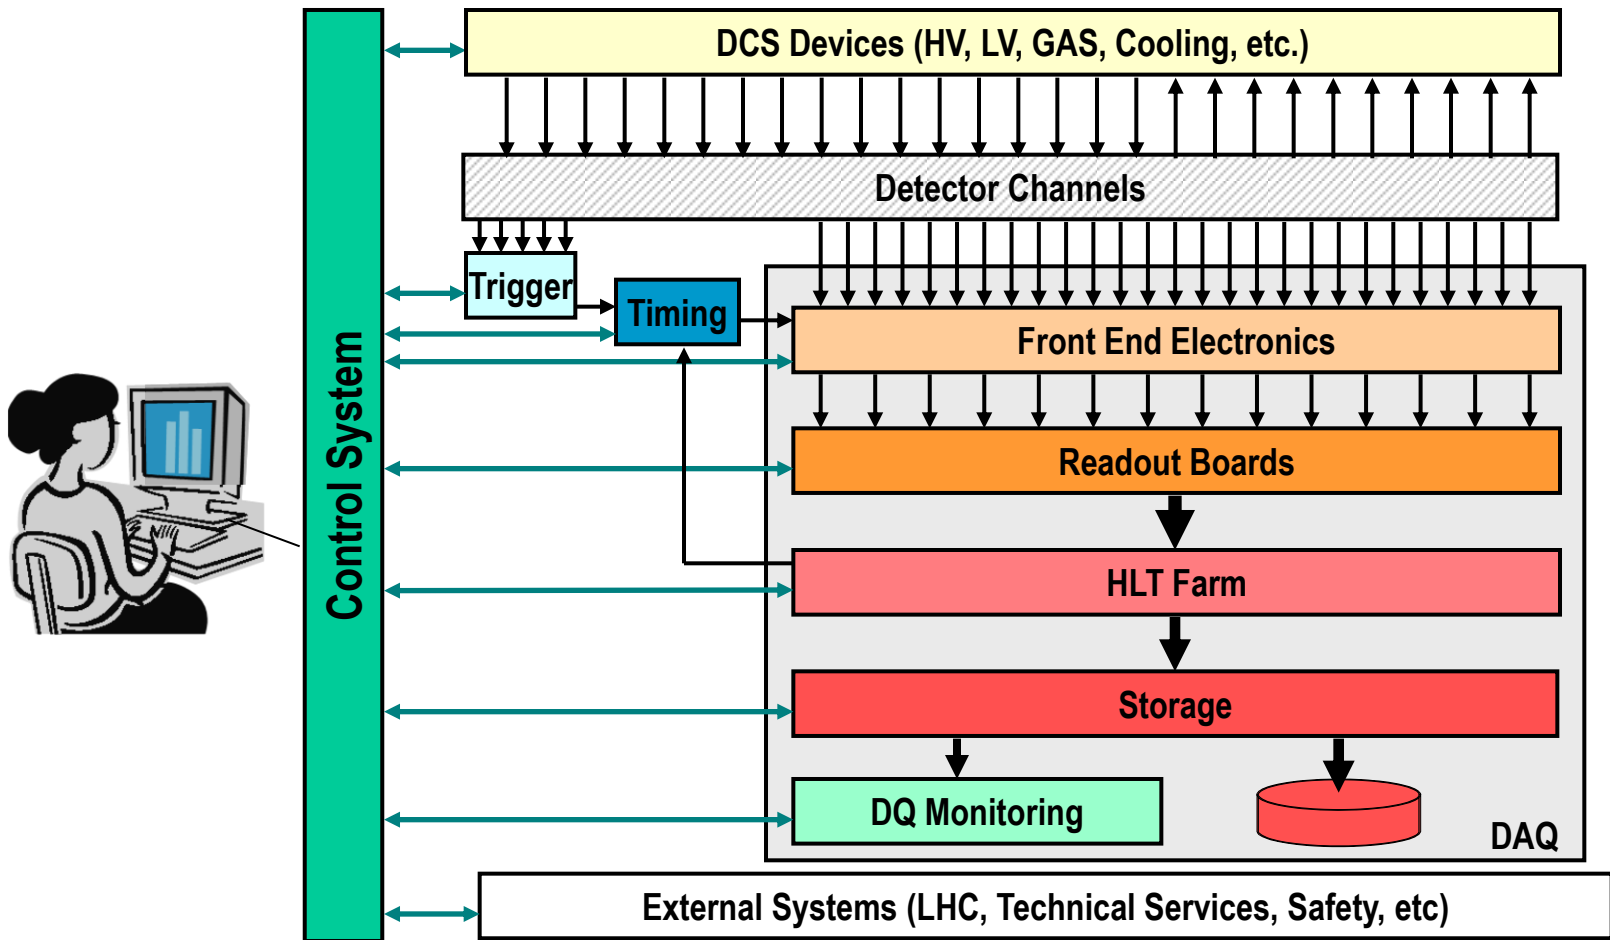 DCS Devices (HV, LV, GAS, Cooling, etc.)
Detector Channels
Trigger
Timing
Front End Electronics
Control System
Readout Boards
HLT Farm
Storage
DQ Monitoring
DAQ
External Systems (LHC, Technical Services, Safety, etc)